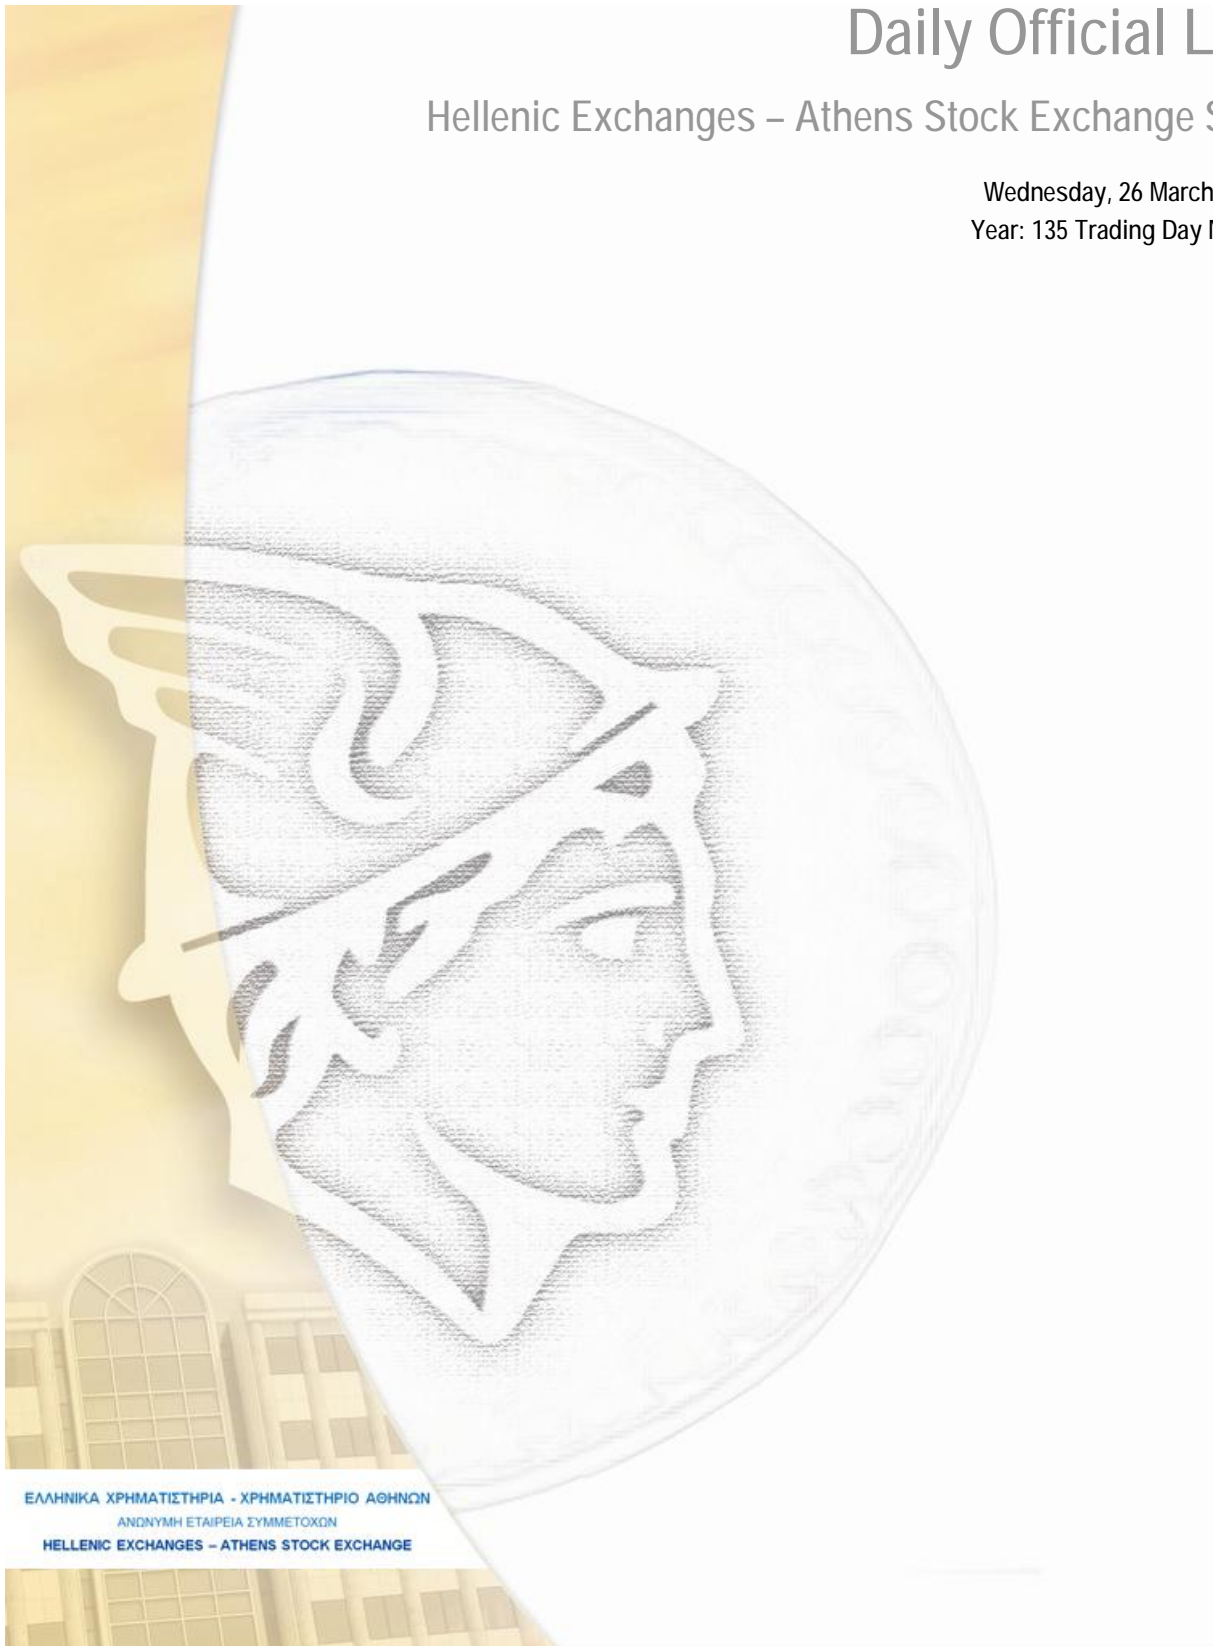 Daily Official L
Hellenic Exchanges – Athens Stock Exchange S
Wednesday, 26 March
Year: 135 Trading Day N
ΕΛΛΗΝΙΚΑ ΧΡΗΜΑΤΙΣΤΗΡΙΑ - ΧΡΗΜΑΤΙΣΤΗΡΙΟ ΑΘΗΝΩΝ
ΑΝΩΝΥΜΗ ΕΤΑΙΡΕΙΑ ΣΥΜΜΕΤΟΧΩΝ
HELLENIC EXCHANGES – ATHENS STOCK EXCHANGE